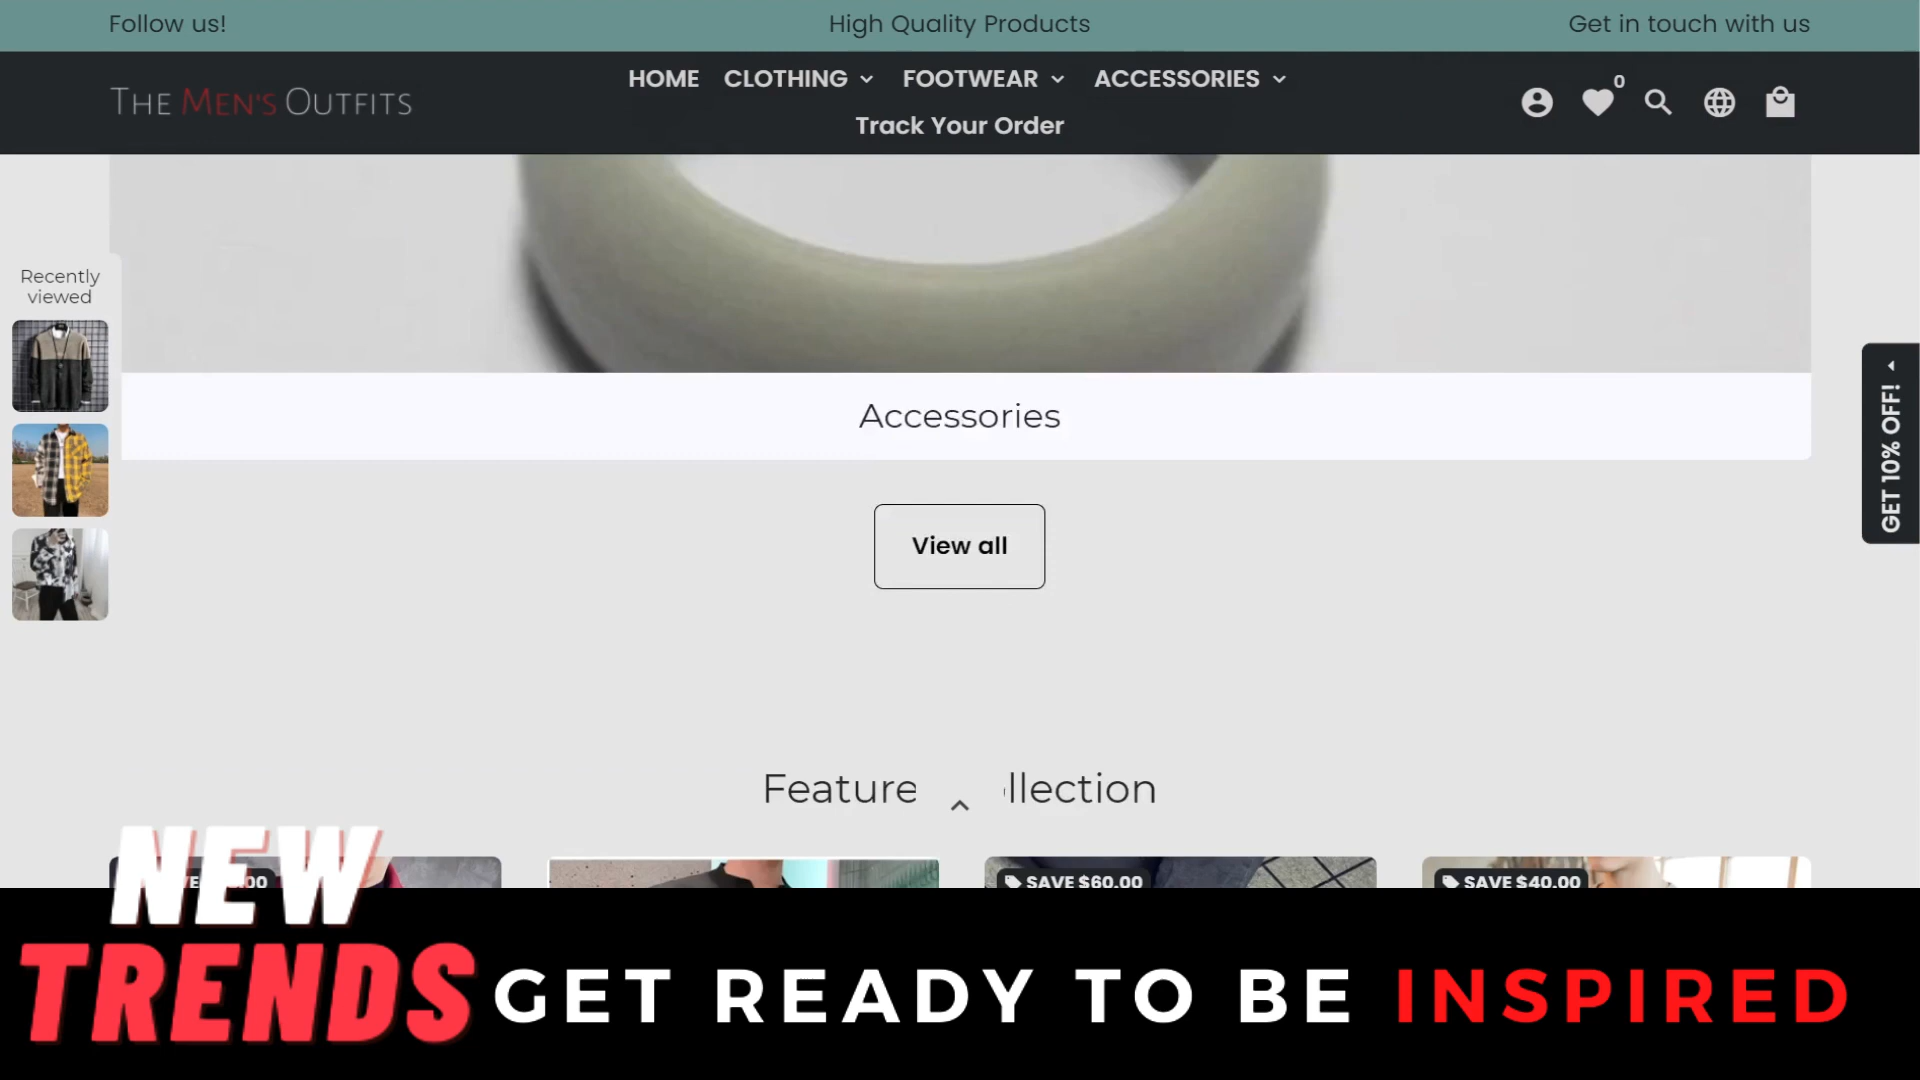 Follow us!
High Quality Products
Get in touch with us
THE MEN'S OUTFITS
HOME CLOTHING FOOTWEAR ACCESSORIES
Track Your Order
0
Recently
viewed
GET 10% OFF!
Accessories
View all
Feature llection
SAVE $60.00
SAVE $40.00
NEW
TRENDS
GET READY TO BE INSPIRED